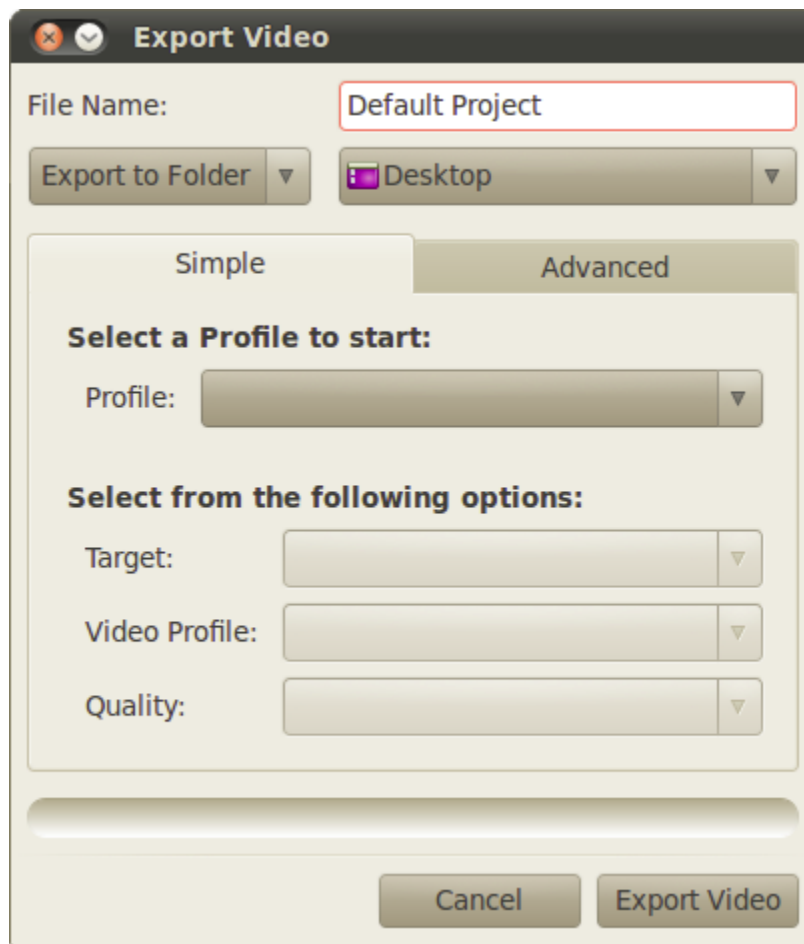 Export Video
File Name: Default Project
Export to Folder Desktop
Simple Advanced
Select a Profile to start:
Profile:
Select from the following options:
Target:
Video Profile:
Quality:
Cancel Export Video